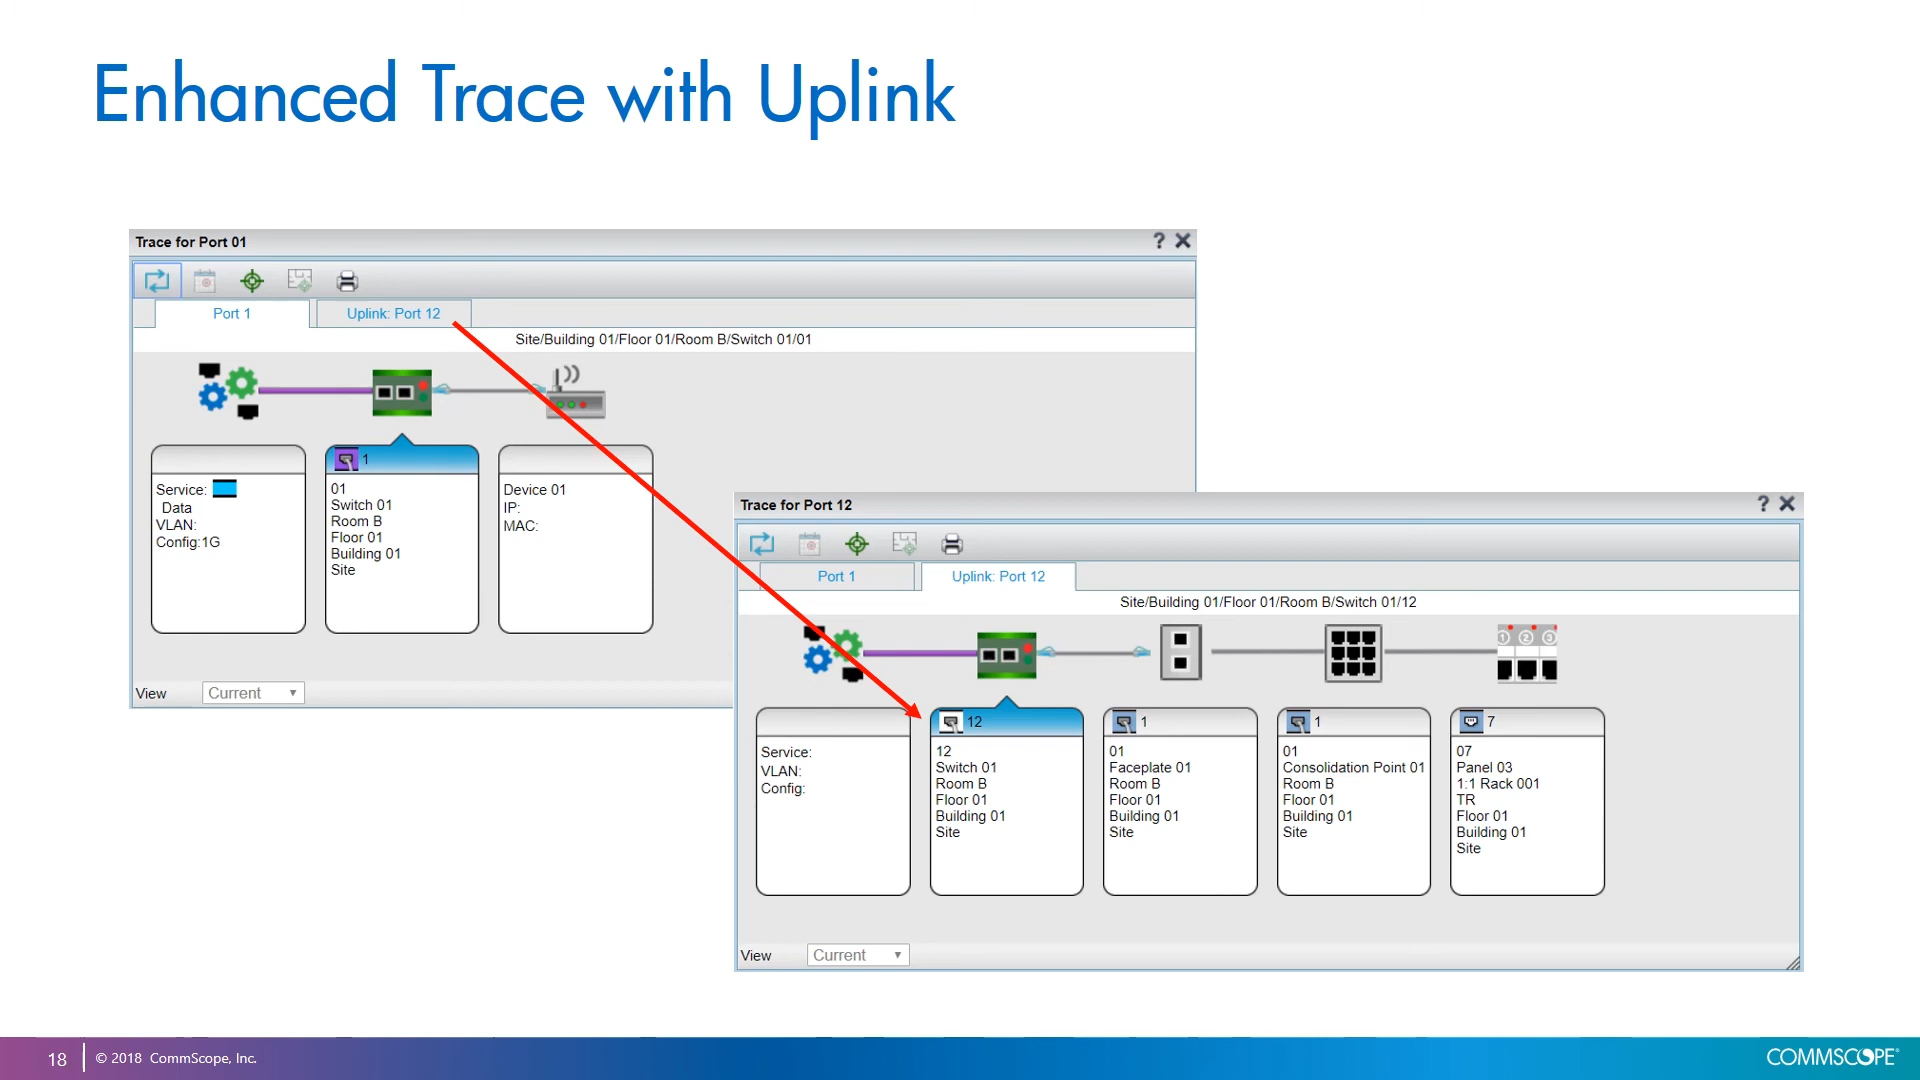 Enhanced Trace with Uplink
Trace for Port 01
? X
Port 1
Uplink: Port 12
Site/Building 01/Floor 01/Room B/Switch 01/01
Service:
Data
VLAN:
Config:1G
1
01
Switch 01
Room B
Floor 01
Building 01
Site
Device 01
IP:
MAC:
View
Current
Trace for Port 12
? X
Port 1
Uplink: Port 12
Site/Building 01/Floor 01/Room B/Switch 01/12
1 2 3
Service:
VLAN:
Config:
12
12
Switch 01
Room B
Floor 01
Building 01
Site
1
01
Faceplate 01
Room B
Floor 01
Building 01
Site
1
01
Consolidation Point 01
Room B
Floor 01
Building 01
Site
7
07
Panel 03
1:1 Rack 001
TR
Floor 01
Building 01
Site
View
Current
18
© 2018 CommScope, Inc.
COMMSCOPE®